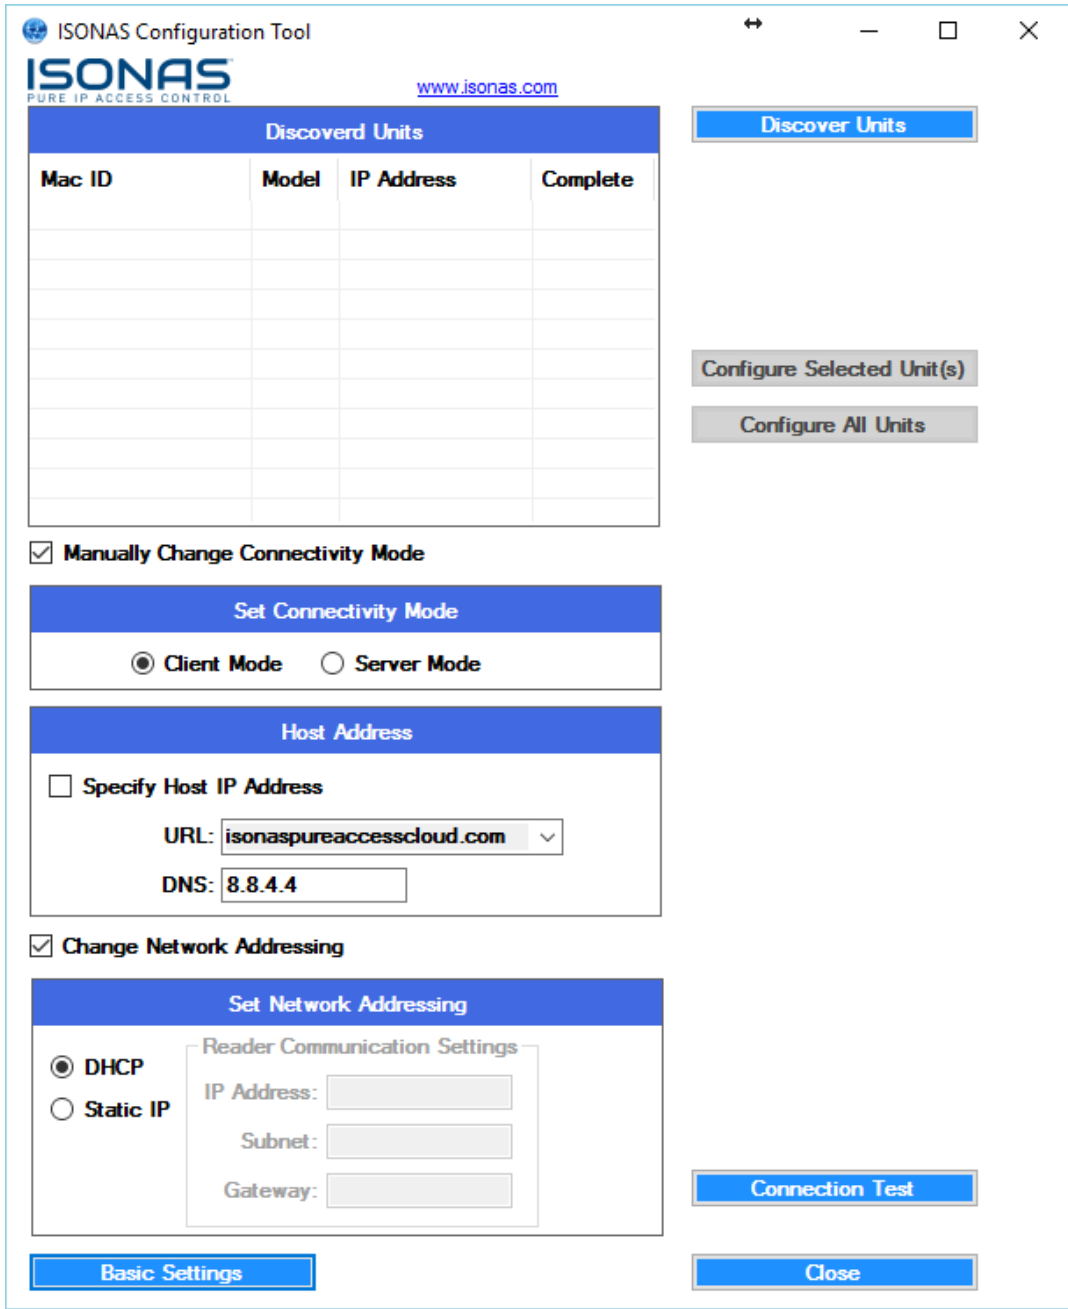 ISONAS Configuration Tool
ISONAS
PURE IP ACCESS CONTROL
www.isonas.com
Discoverd Units
Discover Units
Mac ID Model IP Address Complete
Configure Selected Unit(s)
Configure All Units
Manually Change Connectivity Mode
Set Connectivity Mode
Client Mode Server Mode
Host Address
Specify Host IP Address
URL: isonaspureaccesscloud.com
DNS: 8.8.4.4
Change Network Addressing
Set Network Addressing
Reader Communication Settings
DHCP
IP Address:
Static IP
Subnet:
Gateway:
Connection Test
Basic Settings
Close